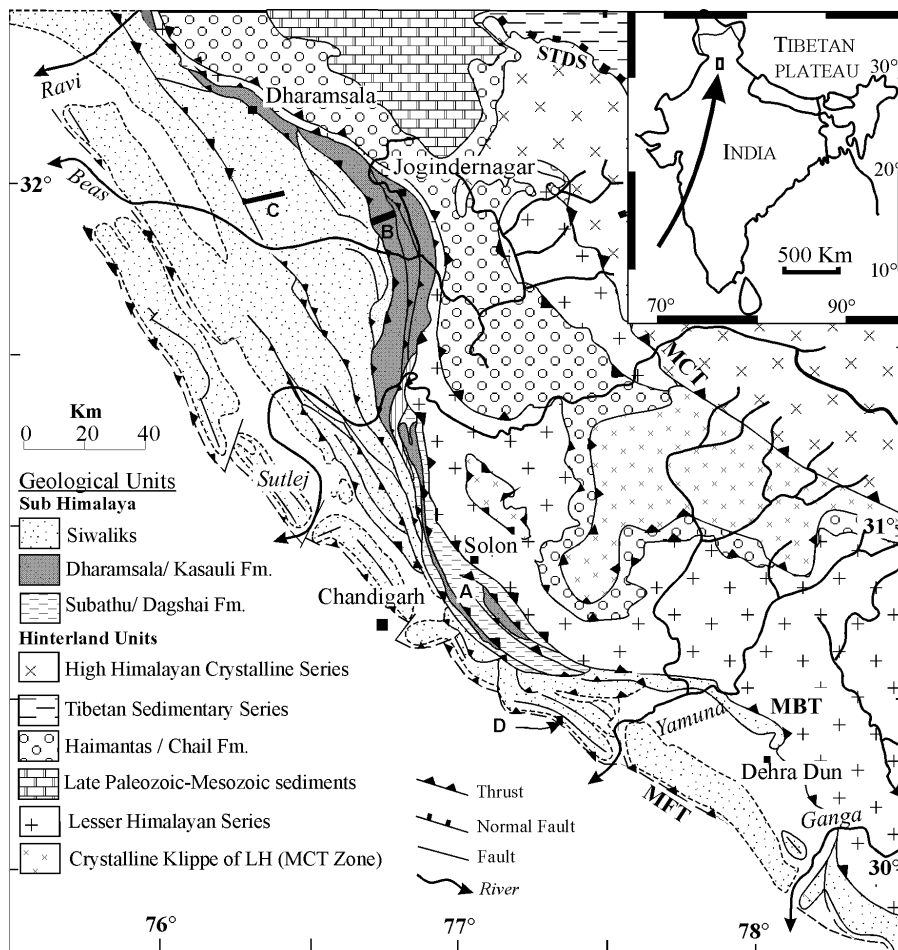 STDS
TIBETAN
PLATEAU
30°
Ravi
Dharamsala
INDIA
20°
Jogindernagar
32°
Beas
C
B
500 Km
10°
70°
90°
MCT
Km
0 20 40
Sutlej
Geological Units
Sub Himalaya
Siwaliks
Dharamsala/ Kasauli Fm.
Subathu/ Dagshai Fm.
Hinterland Units
High Himalayan Crystalline Series
Tibetan Sedimentary Series
Haimantas / Chail Fm.
Late Paleozoic-Mesozoic sediments
Lesser Himalayan Series
Crystalline Klippe of LH (MCT Zone)
31°
Solon
Chandigarh
A
D
Yamuna
MBT
Dehra Dun
MFT
Ganga
Thrust
Normal Fault
Fault
River
30°
76°
77°
78°